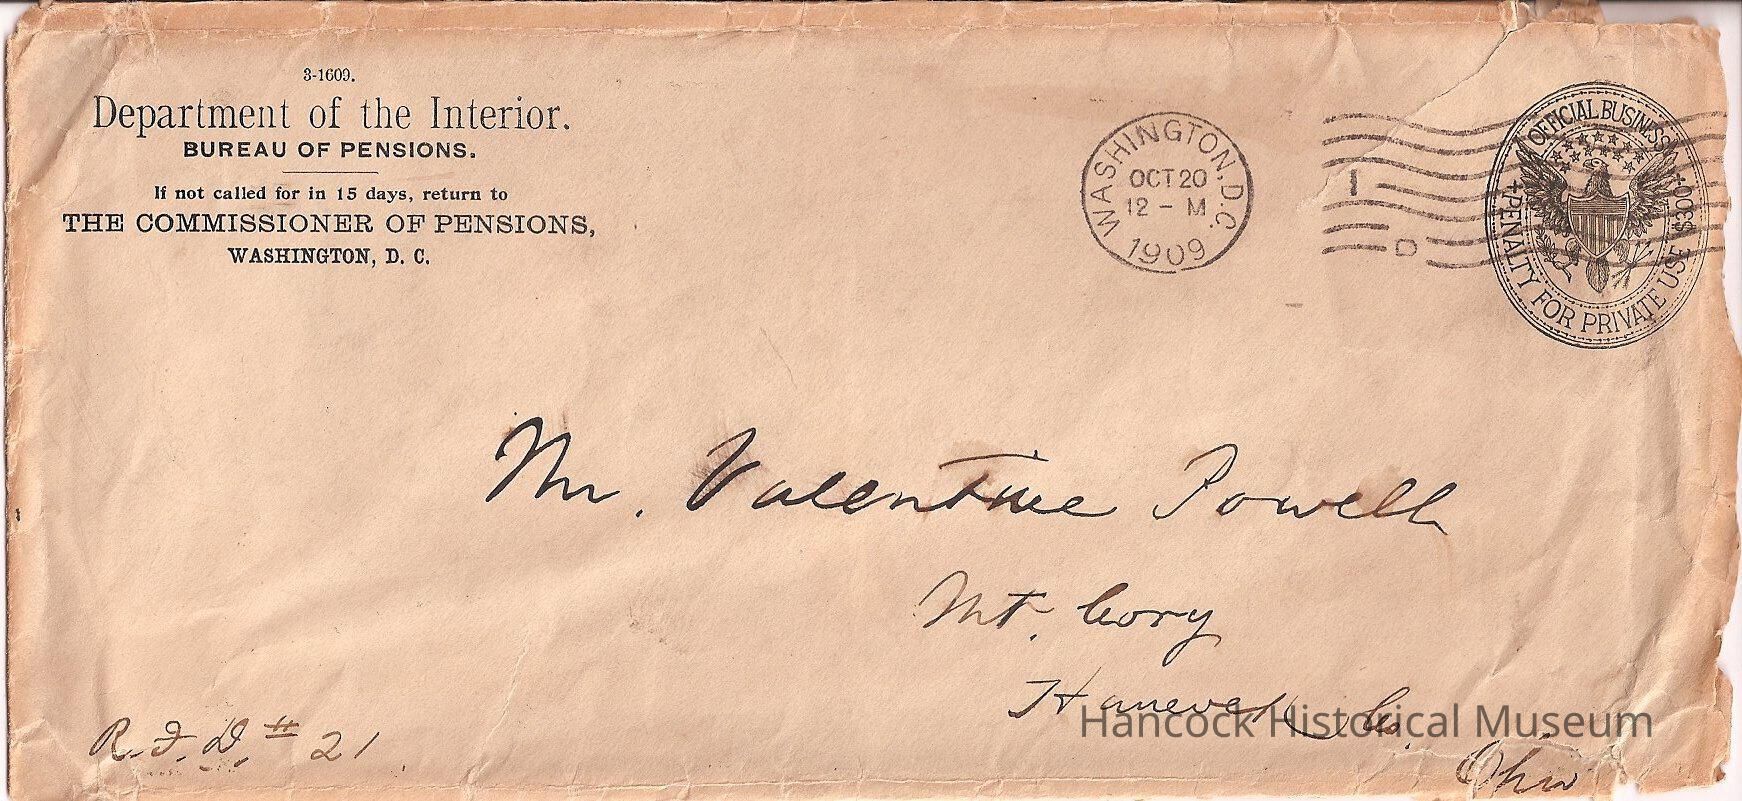 3-1609.
Department of the Interior.
BUREAU OF PENSIONS.
If not called for in 15 days, return to
THE COMMISSIONER OF PENSIONS,
WASHINGTON, D. C.
WASHINGTON, D.C.
OCT 20
12 - M
1909
1
D
OFFICIAL BUSINESS
PENALTY FOR PRIVATE USE $300
Mr. Valentine Powell
Mt. Cory
Co.
Hancock Historical Museum
Ohio
R.F.D. # 21.